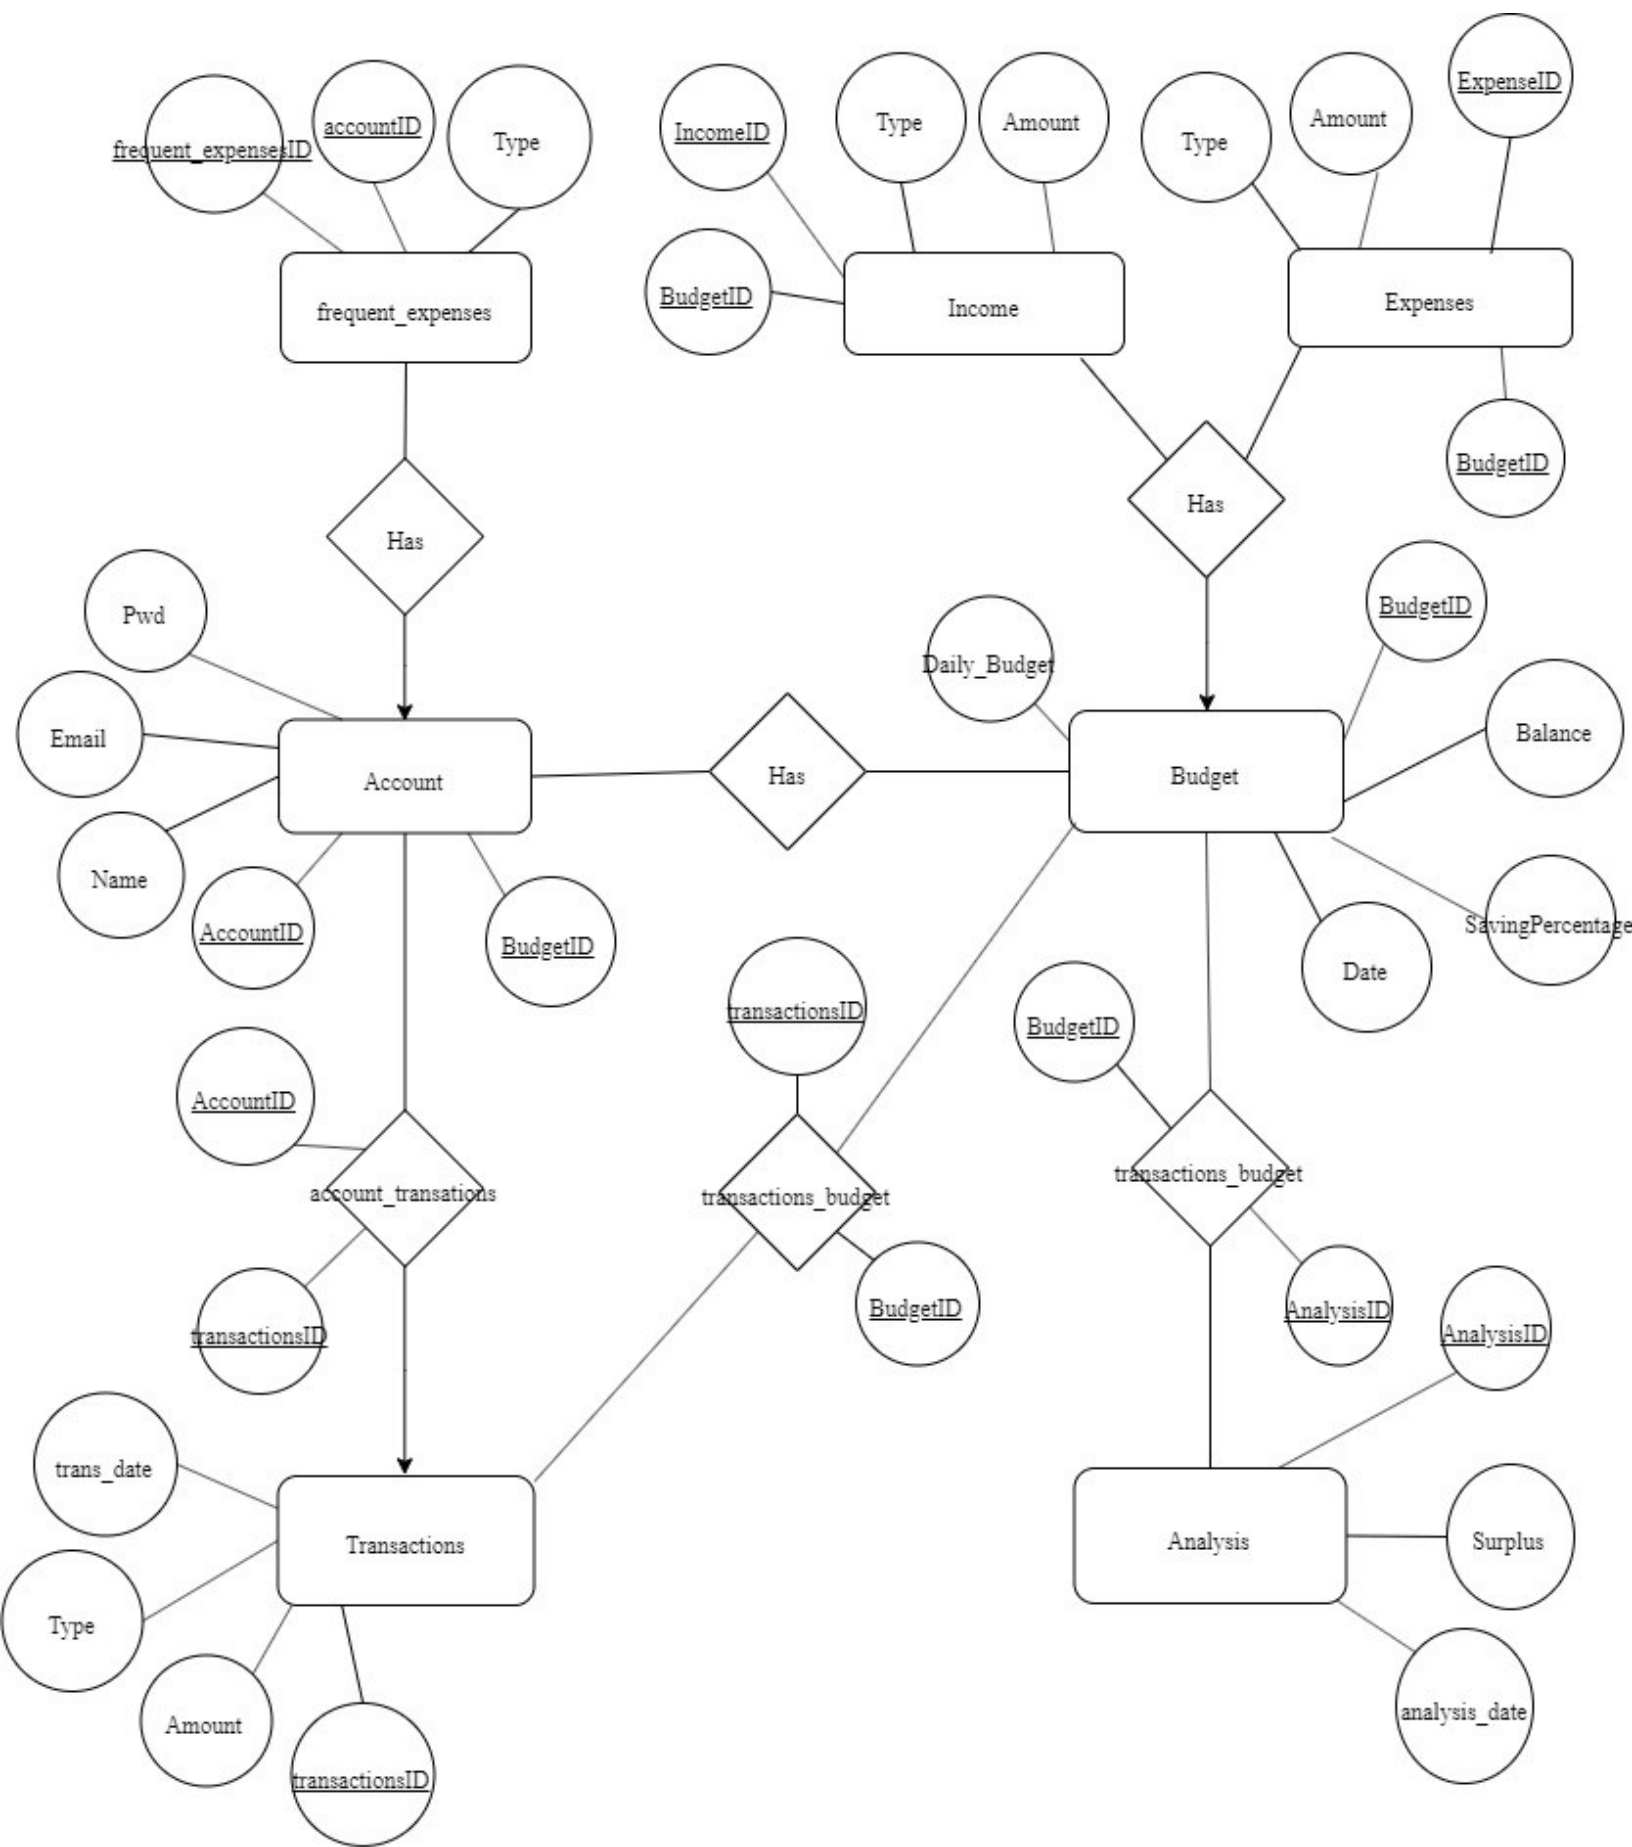 ExpenseID
frequent_expensesID
accountID
Type
IncomeID
Type
Amount
Type
Amount
BudgetID
frequent_expenses
Income
Expenses
BudgetID
Has
Has
Pwd
Daily_Budget
BudgetID
Email
Account
Has
Budget
Balance
Name
AccountID
BudgetID
SavingPercentage
Date
transactionsID
BudgetID
AccountID
account_transations
transactions_budget
transactions_budget
transactionsID
BudgetID
AnalysisID
AnalysisID
trans_date
Transactions
Analysis
Surplus
Type
Amount
transactionsID
analysis_date